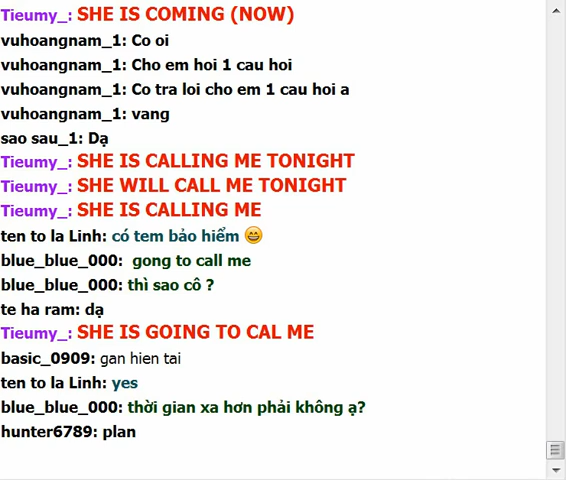 Tieumy_: SHE IS COMING (NOW)
vuhoangnam_1: Co oi
vuhoangnam_1: Cho em hoi 1 cau hoi
vuhoangnam_1: Co tra loi cho em 1 cau hoi a
vuhoangnam_1: vang
sao sau_1: Dạ
Tieumy_: SHE IS CALLING ME TONIGHT
Tieumy_: SHE WILL CALL ME TONIGHT
Tieumy_: SHE IS CALLING ME
ten to la Linh: có tem bảo hiểm 😄
blue_blue_000: gong to call me
blue_blue_000: thì sao cô ?
te ha ram: dạ
Tieumy_: SHE IS GOING TO CAL ME
basic_0909: gan hien tai
ten to la Linh: yes
blue_blue_000: thời gian xa hơn phải không ạ?
hunter6789: plan